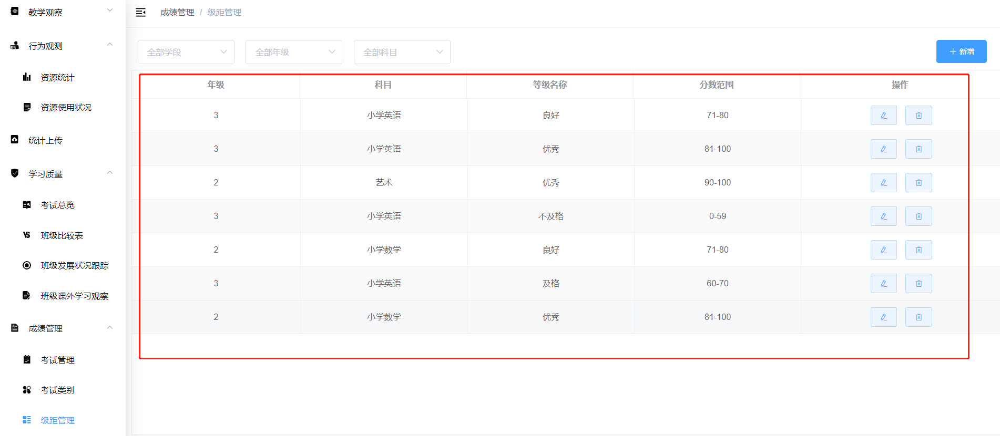 教学观察
行为观测
资源统计
资源使用状况
统计上传
学习质量
考试总览
班级比较表
班级发展状况跟踪
班级课外学习观察
成绩管理
考试管理
考试类别
级距管理
成绩管理 / 级距管理
全部学段 全部年级 全部科目 + 新增
年级 科目 等级名称 分数范围 操作
3 小学英语 良好 71-80
3 小学英语 优秀 81-100
2 艺术 优秀 90-100
3 小学英语 不及格 0-59
2 小学数学 良好 71-80
3 小学英语 及格 60-70
2 小学数学 优秀 81-100